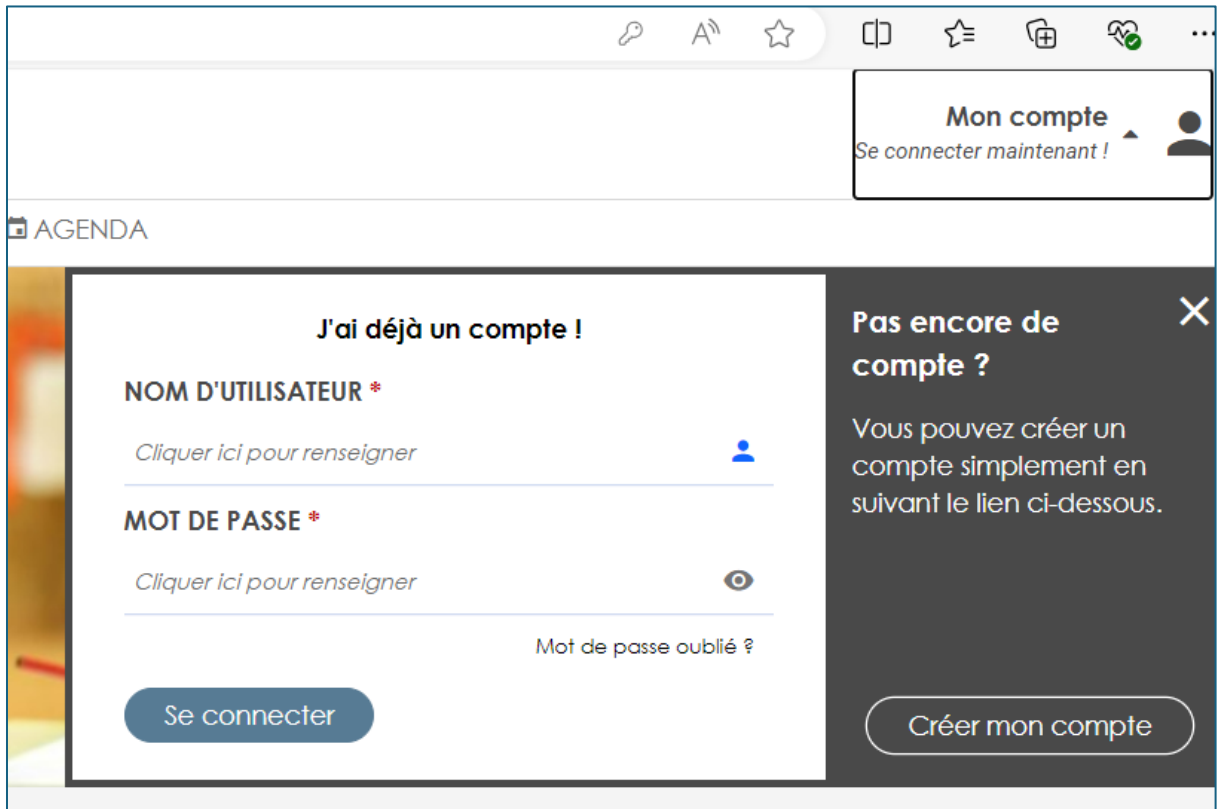 Mon compte
Se connecter maintenant !
AGENDA
J'ai déjà un compte !
NOM D'UTILISATEUR *
Cliquer ici pour renseigner
MOT DE PASSE *
Cliquer ici pour renseigner
Mot de passe oublié ?
Se connecter
Pas encore de
compte ?
Vous pouvez créer un
compte simplement en
suivant le lien ci-dessous.
Créer mon compte